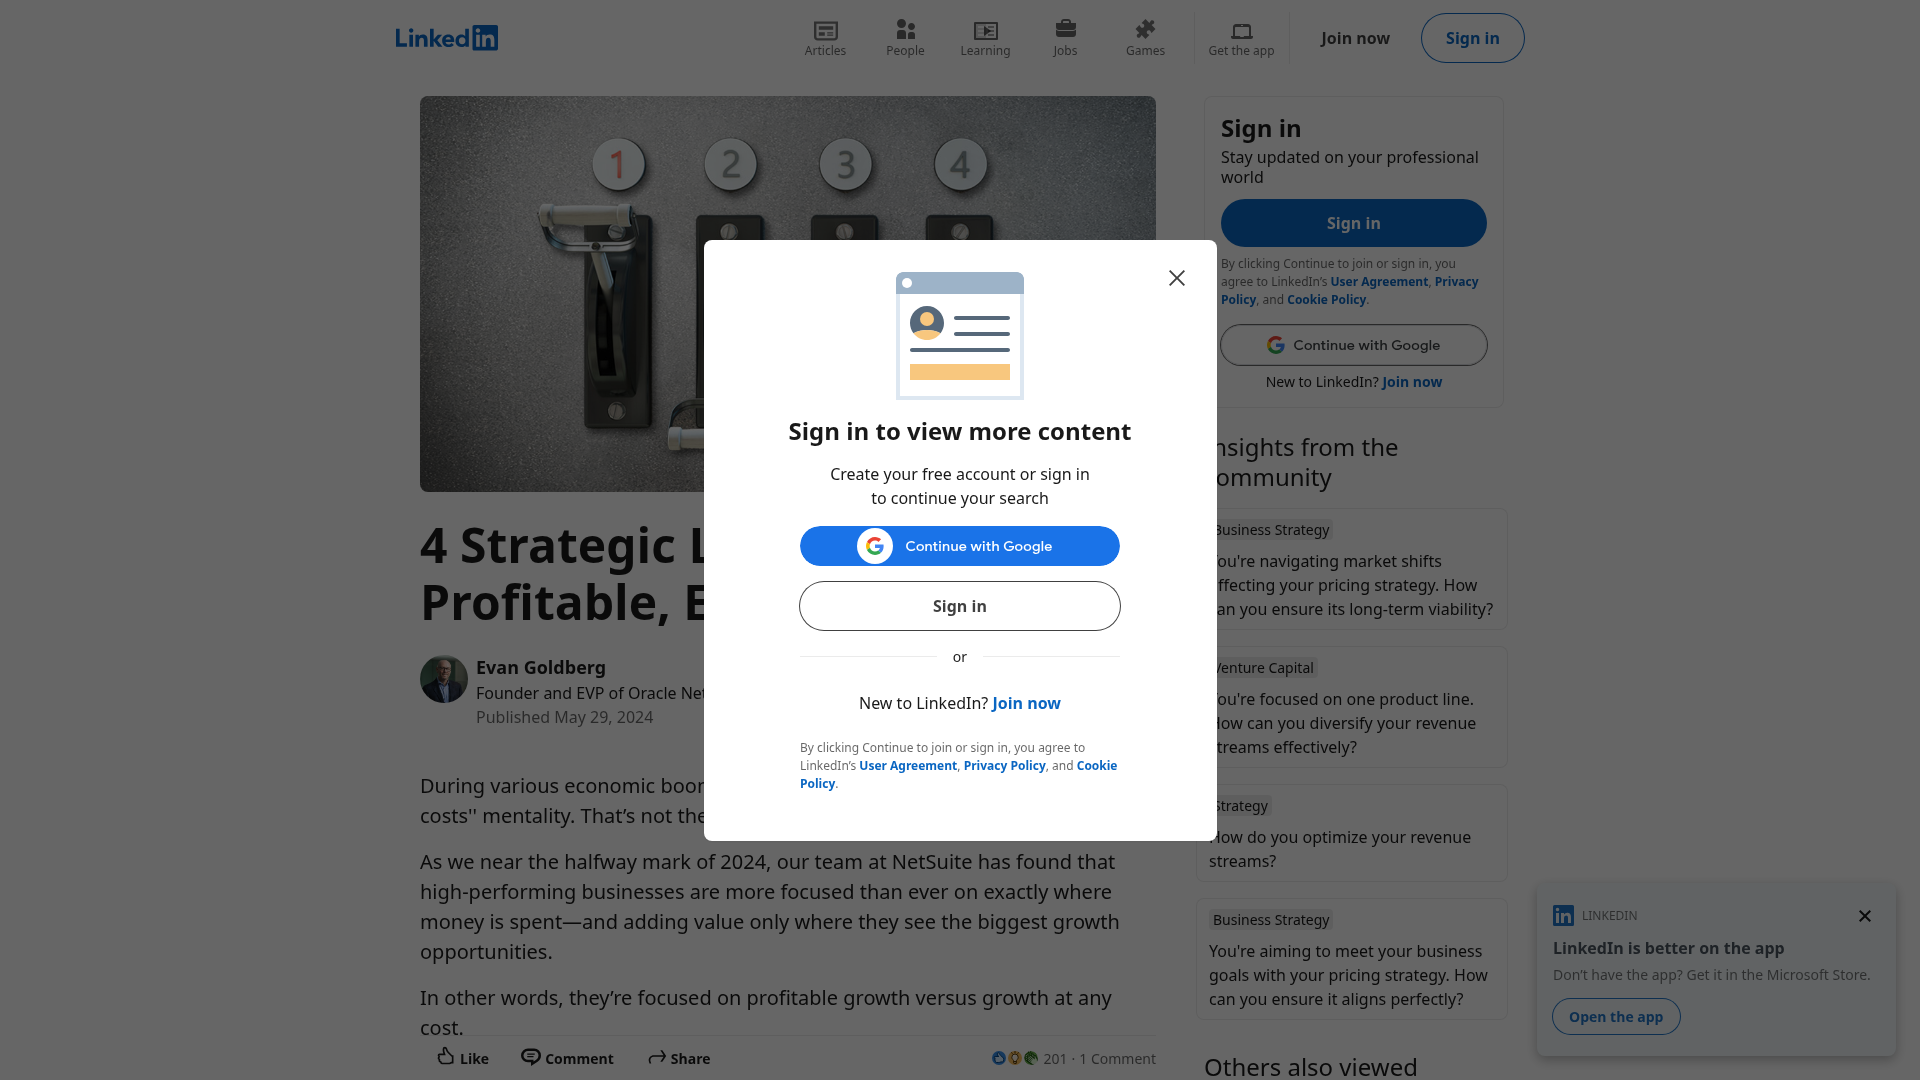 Linkedin
Articles
People
Learning
Jobs
Games
Get the app
Join now
Sign in
1
2
3
4
4 Strategic
Profitable,
Evan Goldberg
Founder and EVP of Oracle
Published May 29, 2024
During various economic
costs'' mentality. That’s not
As we near the halfway mark of 2024, our team at NetSuite has found that
high-performing businesses are more focused than ever on exactly where
money is spent—and adding value only where they see the biggest growth
opportunities.
In other words, they’re focused on profitable growth versus growth at any
cost.
Like
Comment
Share
201 · 1 Comment
Sign in to view more content
Create your free account or sign in
to continue your search
Continue with Google
Sign in
or
New to LinkedIn? Join now
By clicking Continue to join or sign in, you agree to
LinkedIn’s User Agreement, Privacy Policy, and Cookie
Policy.
Sign in
Stay updated on your professional
world
Sign in
By clicking Continue to join or sign in, you
agree to LinkedIn’s User Agreement, Privacy
Policy, and Cookie Policy.
Continue with Google
New to LinkedIn? Join now
from the
Business Strategy
navigating market shifts
your pricing strategy. How
you ensure its long-term viability?
Venture Capital
focused on one product line.
How can you diversify your revenue
effectively?
Strategy
How do you optimize your revenue
streams?
Business Strategy
You're aiming to meet your business
goals with your pricing strategy. How
can you ensure it aligns perfectly?
Others also viewed
in LINKEDIN
LinkedIn is better on the app
Don’t have the app? Get it in the Microsoft Store.
Open the app